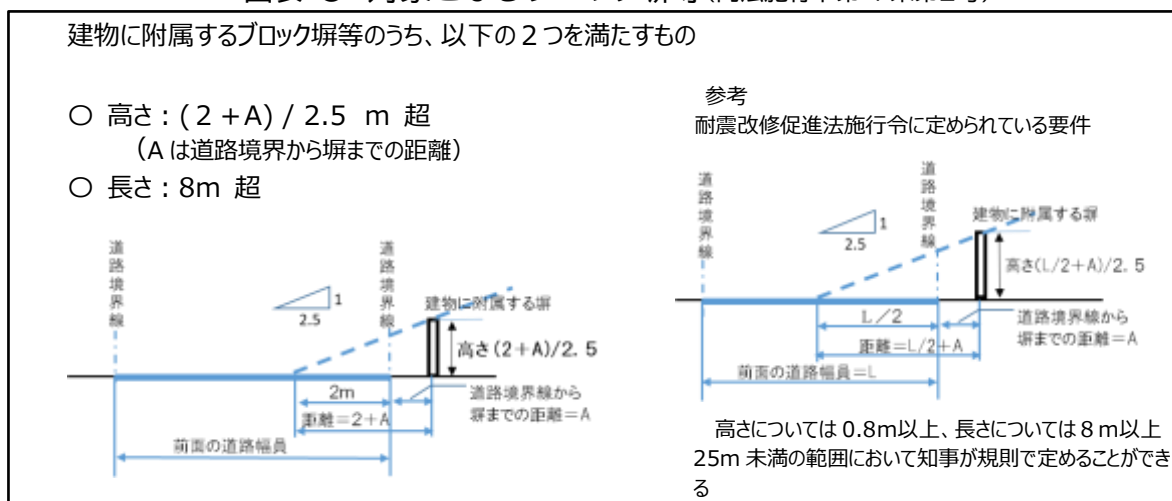 建物に附属するブロック塀等のうち、以下の２つを満たすもの
○ 高さ：(２＋A) / 2.5 m 超
（A は道路境界から塀までの距離）
○ 長さ：8m 超
道路境界線
道路境界線
1
2.5
建物に附属する塀
高さ(2＋A)/2.5
2m
距離＝2＋A
道路境界線から
塀までの距離＝A
前面の道路幅員
参考
耐震改修促進法施行令に定められている要件
道路境界線
道路境界線
1
2.5
建物に附属する塀
高さ(L/2＋A)/2.5
L／2
距離＝L/2＋A
道路境界線から
塀までの距離＝A
前面の道路幅員＝L
高さについては 0.8m以上、長さについては８ｍ以上
25m 未満の範囲において知事が規則で定めることができ
る